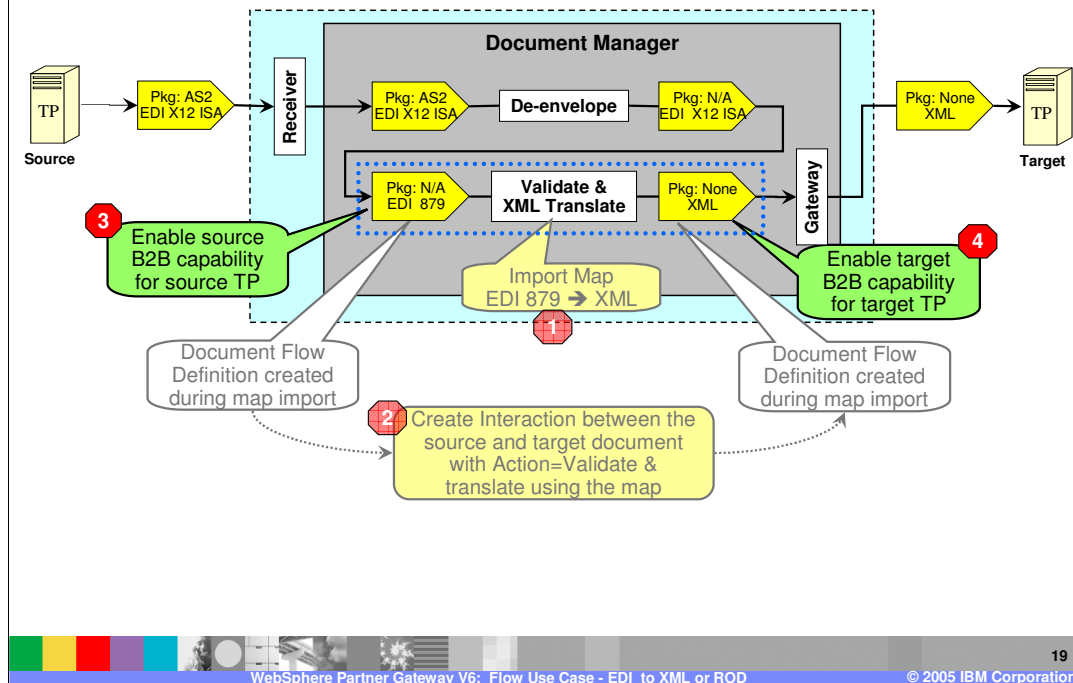 Document Manager
TP
Source
Pkg: AS2
EDI X12 ISA
Receiver
Pkg: AS2
EDI X12 ISA
De-envelope
Pkg: N/A
EDI X12 ISA
Pkg: None
XML
TP
Target
Pkg: N/A
EDI 879
Validate &
XML Translate
Pkg: None
XML
Gateway
3
Enable source
B2B capability
for source TP
Import Map
EDI 879 ➔ XML
1
4
Enable target
B2B capability
for target TP
Document Flow
Definition created
during map import
Document Flow
Definition created
during map import
2
Create Interaction between the
source and target document
with Action=Validate &
translate using the map
19
WebSphere Partner Gateway V6: Flow Use Case - EDI to XML or ROD
© 2005 IBM Corporation